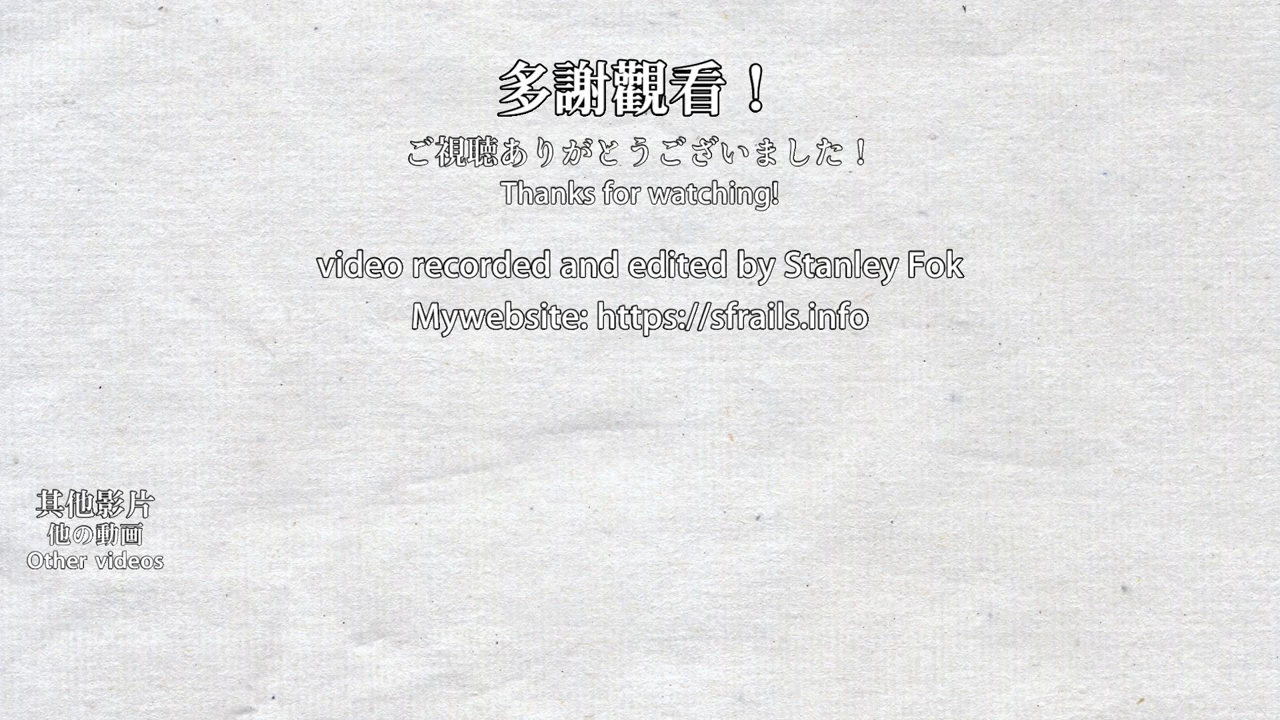 多謝觀看！
ご視聴ありがとうございました！
Thanks for watching!
video recorded and edited by Stanley Fok
Mywebsite: https://sfrails.info
其他影片
他の動画
Other videos